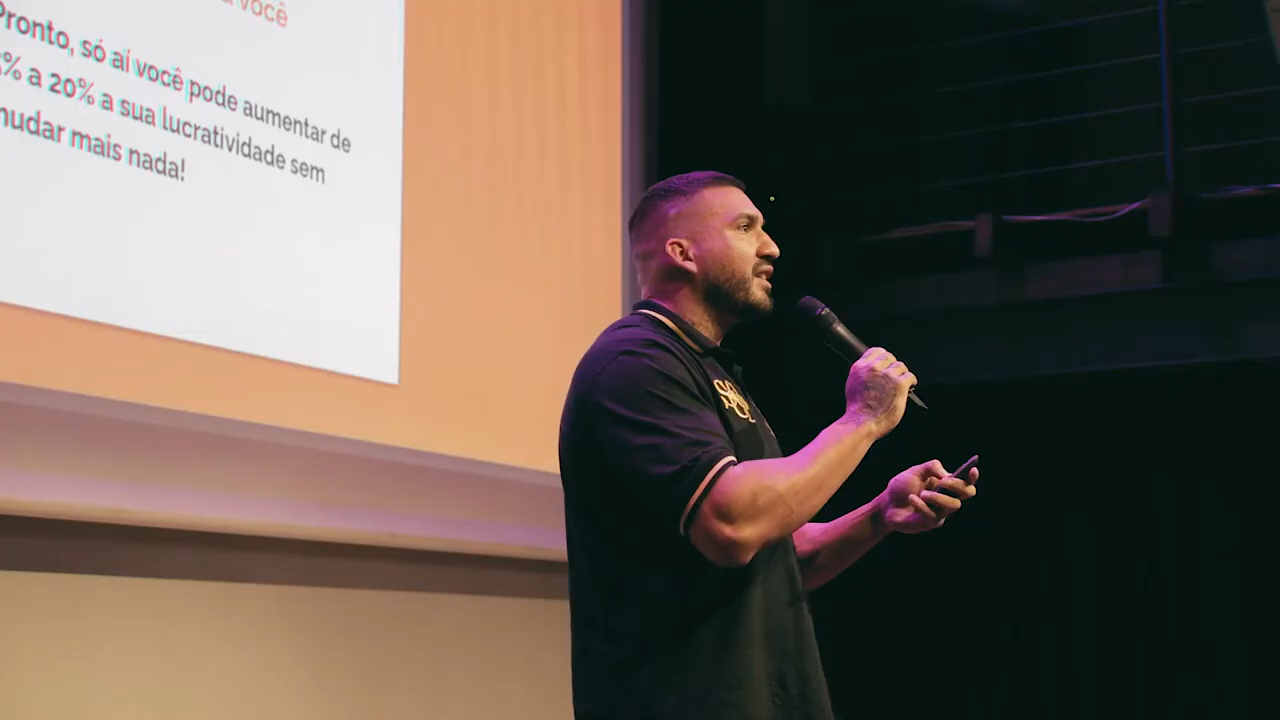 você
Pronto, só aí você pode aumentar de
% a 20% a sua lucratividade sem
mudar mais nada!